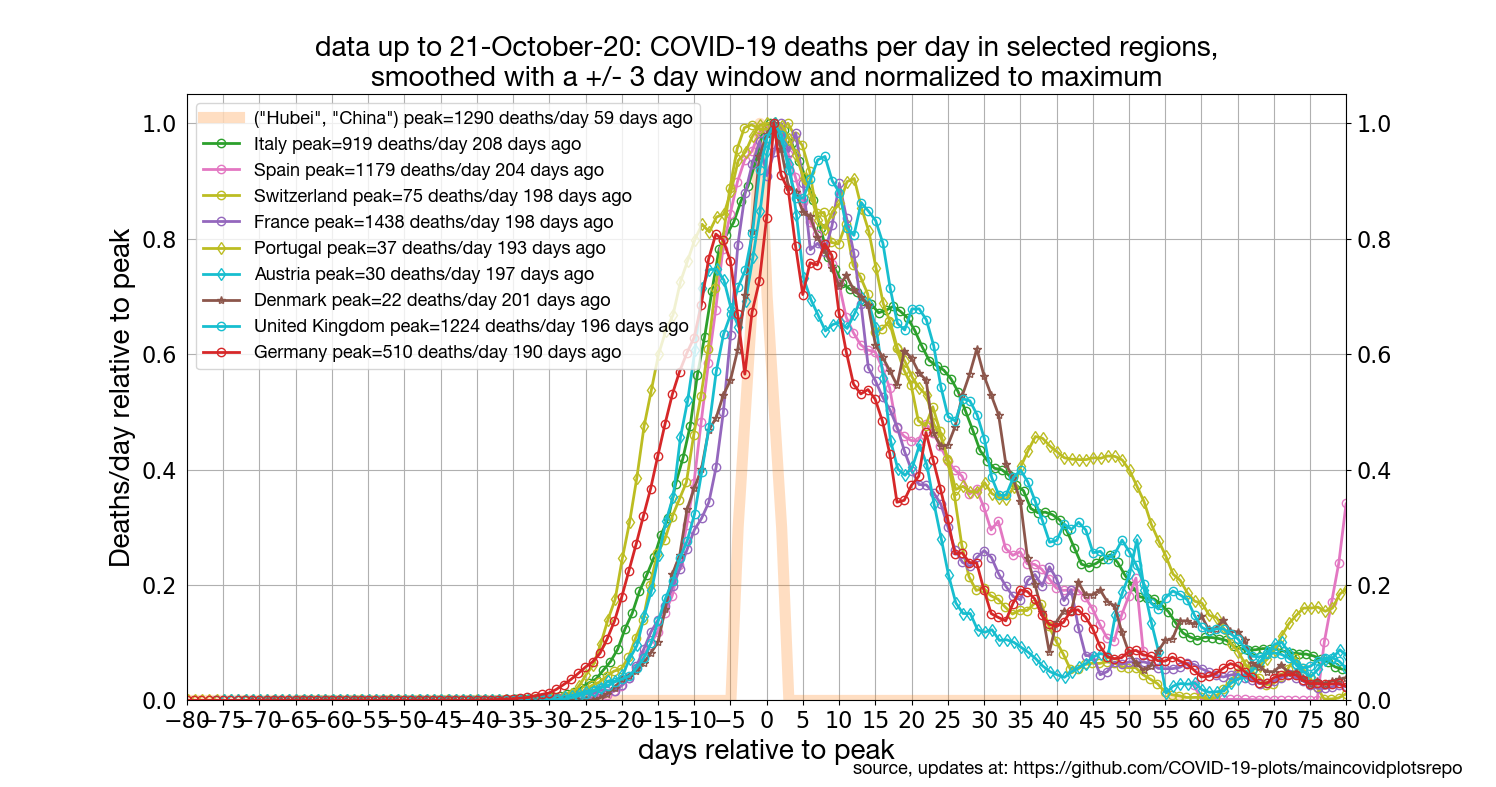 data up to 21-October-20: COVID-19 deaths per day in selected regions,
smoothed with a +/- 3 day window and normalized to maximum
("Hubei", "China") peak=1290 deaths/day 59 days ago
Italy peak=919 deaths/day 208 days ago
Spain peak=1179 deaths/day 204 days ago
Switzerland peak=75 deaths/day 198 days ago
France peak=1438 deaths/day 198 days ago
Portugal peak=37 deaths/day 193 days ago
Austria peak=30 deaths/day 197 days ago
Denmark peak=22 deaths/day 201 days ago
United Kingdom peak=1224 deaths/day 196 days ago
Germany peak=510 deaths/day 190 days ago
Deaths/day relative to peak
1.0
0.8
0.6
0.4
0.2
0.0
1.0
0.8
0.6
0.4
0.2
0.0
−80 −75 −70 −65 −60 −55 −50 −45 −40 −35 −30 −25 −20 −15 −10 −5 0 5 10 15 20 25 30 35 40 45 50 55 60 65 70 75 80
days relative to peak
source, updates at: https://github.com/COVID-19-plots/maincovidplotsrepo